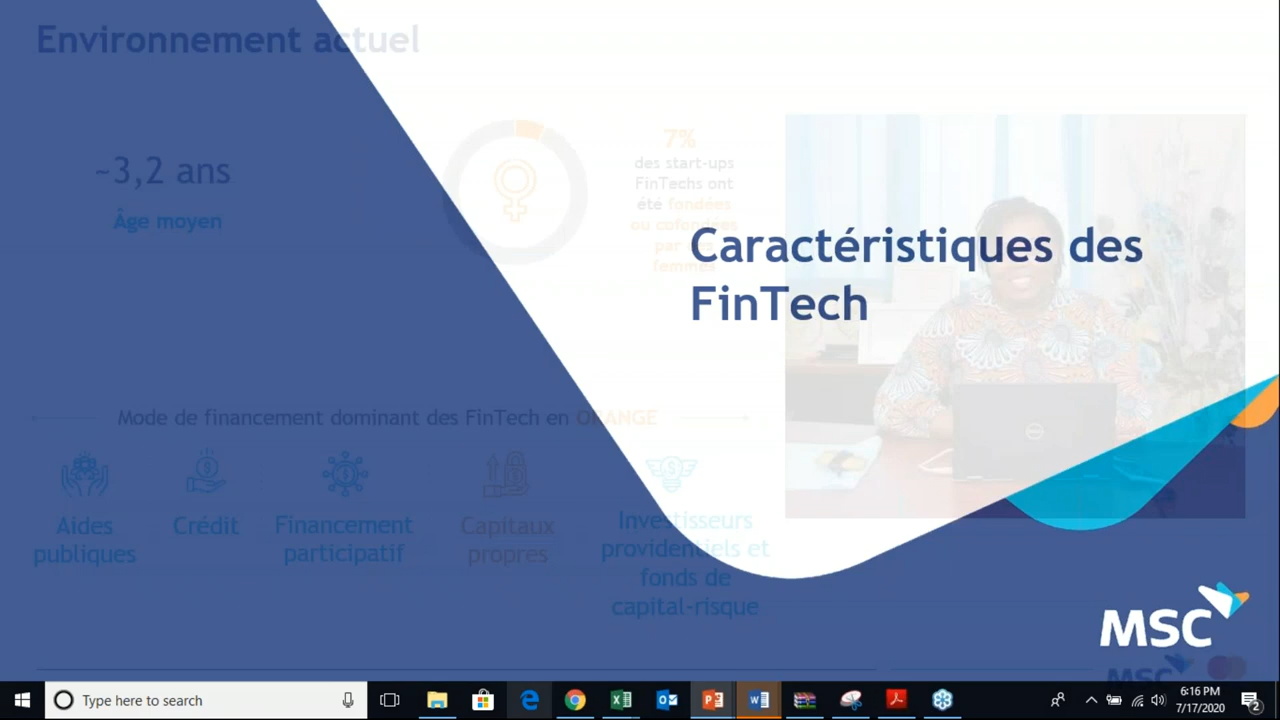 Environnement actuel
~3,2 ans
Âge moyen
7%
des start-ups
FinTechs ont
été fondées
ou cofondées
par des
femmes
Caractéristiques des
FinTech
Mode de financement dominant des FinTech en ORANGE
Aides
publiques
Crédit
Financement
participatif
Capitaux
propres
Investisseurs
providentiels et
fonds de
capital-risque
MSC
MSC
Type here to search
6:16 PM
7/17/2020
2